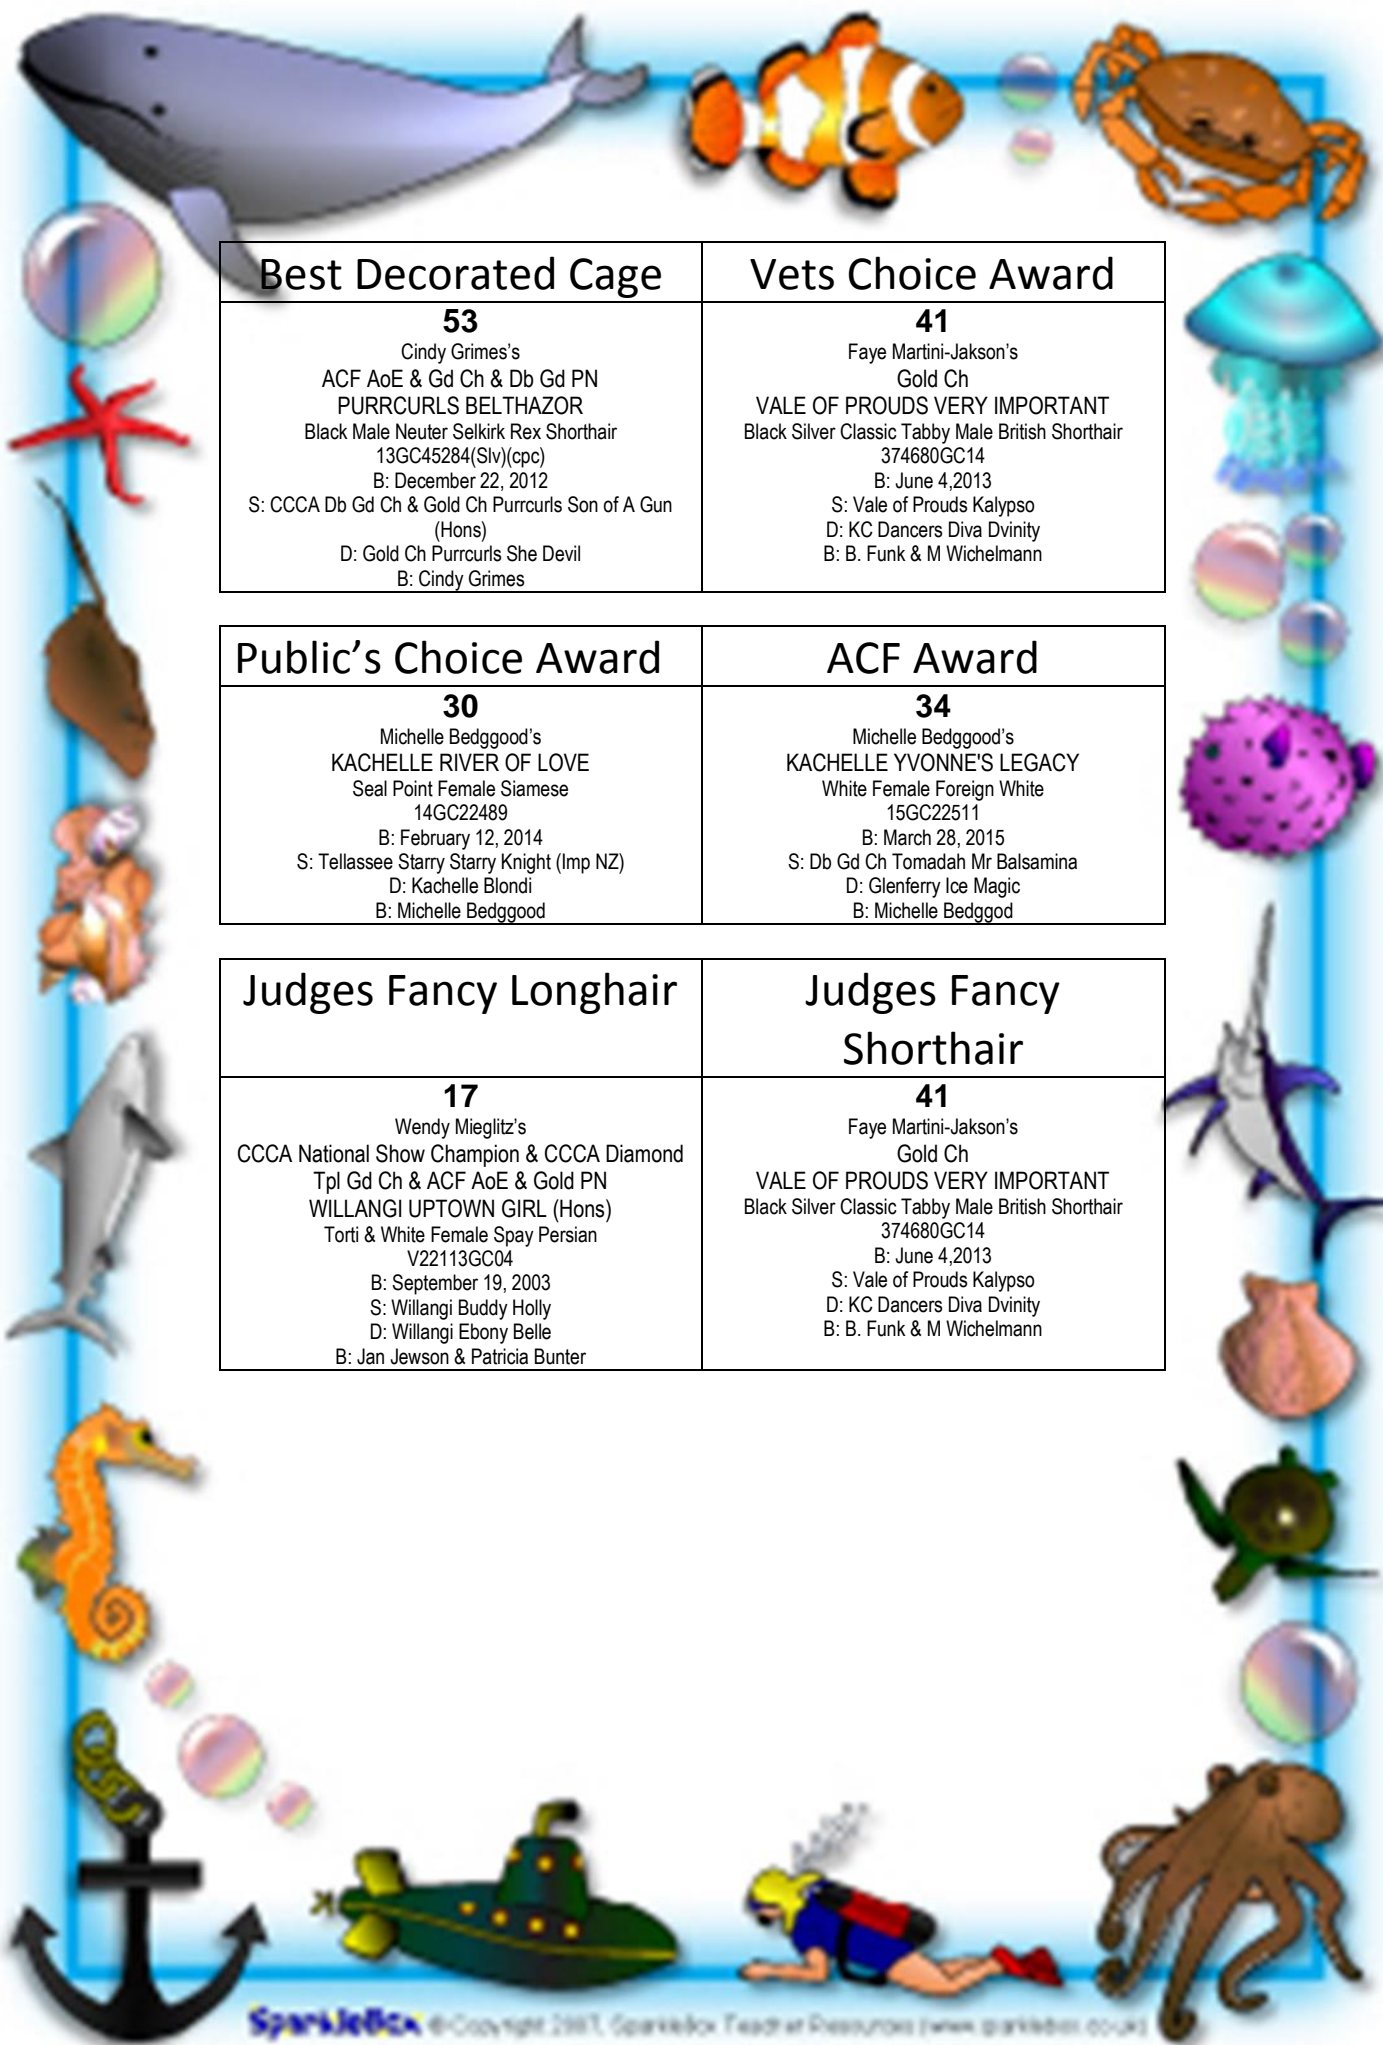 Best Decorated Cage
53
Cindy Grimes’s
ACF AoE & Gd Ch & Db Gd PN
PURRCURLS BELTHAZOR
Black Male Neuter Selkirk Rex Shorthair
13GC45284(Slv)(cpc)
B: December 22, 2012
S: CCCA Db Gd Ch & Gold Ch Purrcurls Son of A Gun
(Hons)
D: Gold Ch Purrcurls She Devil
B: Cindy Grimes
Vets Choice Award
41
Faye Martini-Jakson’s
Gold Ch
VALE OF PROUDS VERY IMPORTANT
Black Silver Classic Tabby Male British Shorthair
374680GC14
B: June 4,2013
S: Vale of Prouds Kalypso
D: KC Dancers Diva Dvinity
B: B. Funk & M Wichelmann
Public’s Choice Award
30
Michelle Bedggood’s
KACHELLE RIVER OF LOVE
Seal Point Female Siamese
14GC22489
B: February 12, 2014
S: Tellassee Starry Starry Knight (Imp NZ)
D: Kachelle Blondi
B: Michelle Bedggood
ACF Award
34
Michelle Bedggood’s
KACHELLE YVONNE'S LEGACY
White Female Foreign White
15GC22511
B: March 28, 2015
S: Db Gd Ch Tomadah Mr Balsamina
D: Glenferry Ice Magic
B: Michelle Bedggod
Judges Fancy Longhair
17
Wendy Mieglitz’s
CCCA National Show Champion & CCCA Diamond
Tpl Gd Ch & ACF AoE & Gold PN
WILLANGI UPTOWN GIRL (Hons)
Torti & White Female Spay Persian
V22113GC04
B: September 19, 2003
S: Willangi Buddy Holly
D: Willangi Ebony Belle
B: Jan Jewson & Patricia Bunter
Judges Fancy
Shorthair
41
Faye Martini-Jakson’s
Gold Ch
VALE OF PROUDS VERY IMPORTANT
Black Silver Classic Tabby Male British Shorthair
374680GC14
B: June 4,2013
S: Vale of Prouds Kalypso
D: KC Dancers Diva Dvinity
B: B. Funk & M Wichelmann
SparkleBox © Copyright 2007, SparkleBox Teacher Resources (www.sparklebox.co.uk)